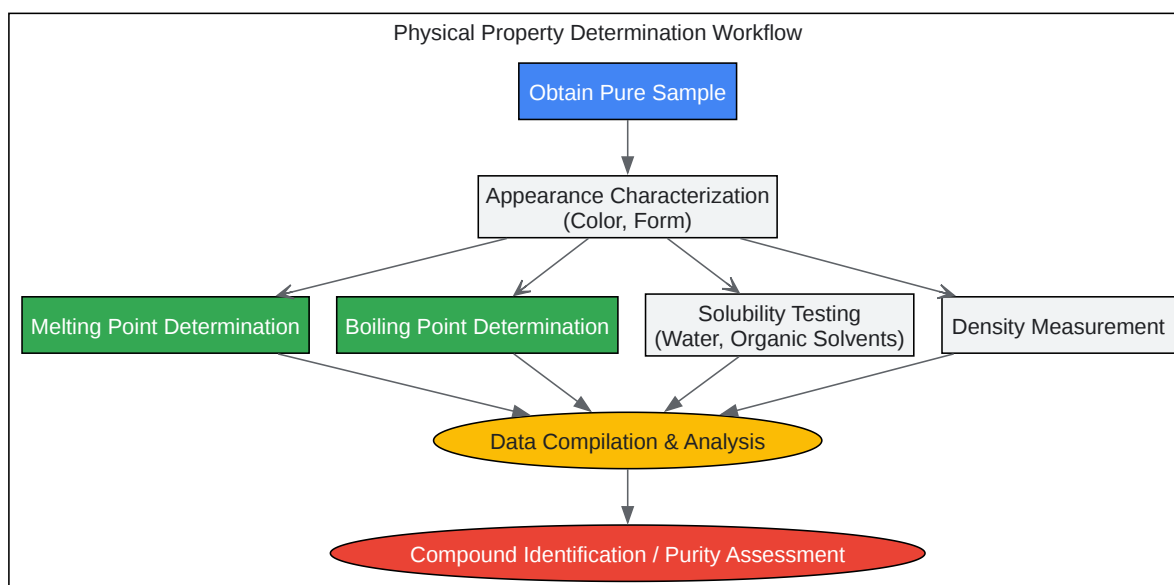 Physical Property Determination Workflow
Obtain Pure Sample
Appearance Characterization
(Color, Form)
Melting Point Determination
Boiling Point Determination
Solubility Testing
(Water, Organic Solvents)
Density Measurement
Data Compilation & Analysis
Compound Identification / Purity Assessment